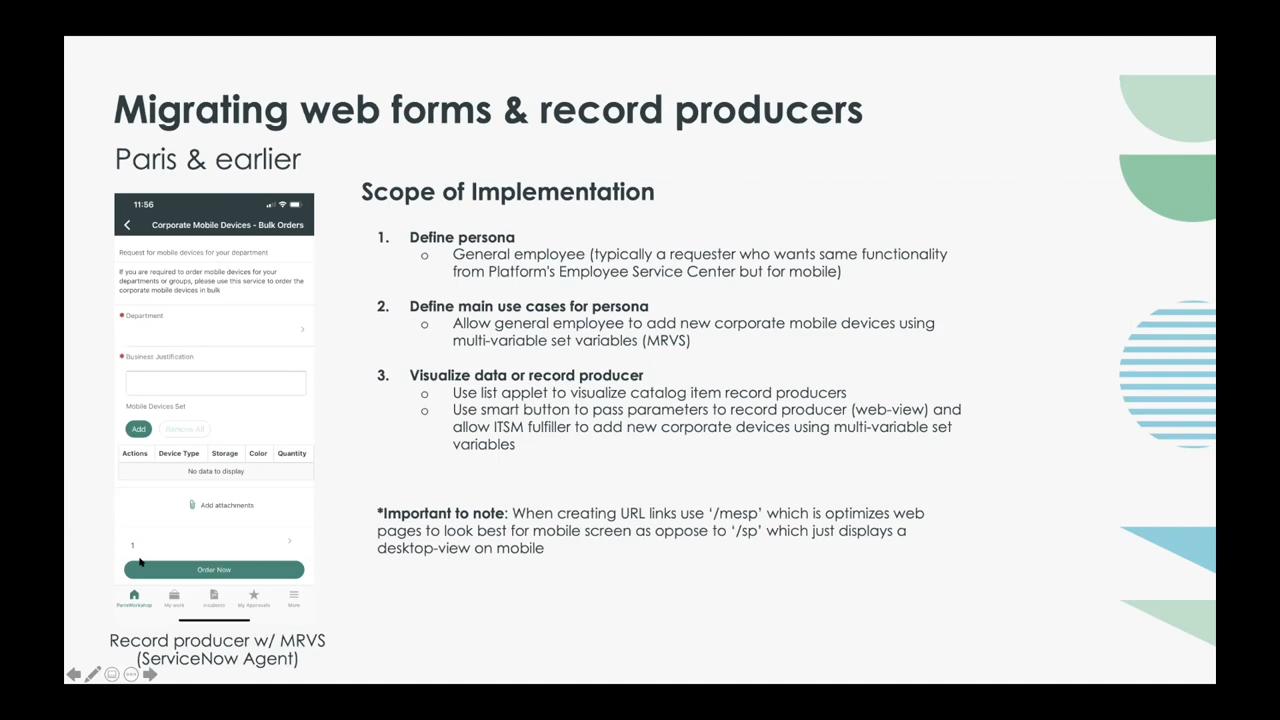 Migrating web forms & record producers
Paris & earlier
11:56
Corporate Mobile Devices - Bulk Orders
Request for mobile devices for your department
If you are required to order mobile devices for your
departments or groups, please use this service to order the
corporate mobile devices in bulk
* Department
* Business Justification
Mobile Devices Set
Add
Remove All
Actions Device Type Storage Color Quantity
No data to display
Add attachments
1
Order Now
ParisWorkshop My work Incidents My Approvals More
Record producer w/ MRVS
(ServiceNow Agent)
Scope of Implementation
1. Define persona
o General employee (typically a requester who wants same functionality
from Platform's Employee Service Center but for mobile)
2. Define main use cases for persona
o Allow general employee to add new corporate mobile devices using
multi-variable set variables (MRVS)
3. Visualize data or record producer
o Use list applet to visualize catalog item record producers
o Use smart button to pass parameters to record producer (web-view) and
allow ITSM fulfiller to add new corporate devices using multi-variable set
variables
*Important to note: When creating URL links use ‘/mesp’ which is optimizes web
pages to look best for mobile screen as oppose to ‘/sp’ which just displays a
desktop-view on mobile